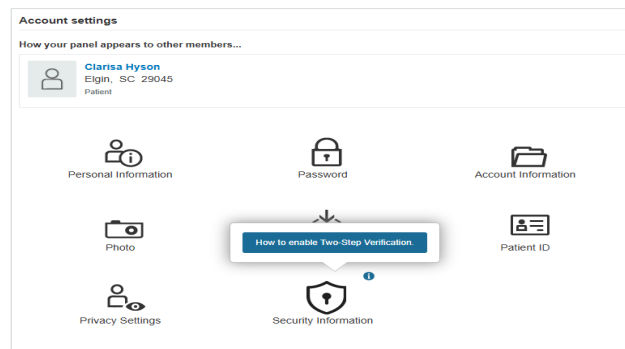 Account settings
How your panel appears to other members...
Clarisa Hyson
Elgin, SC 29045
Patient
Personal Information
Password
Account Information
Photo
How to enable Two-Step Verification.
Patient ID
Privacy Settings
Security Information